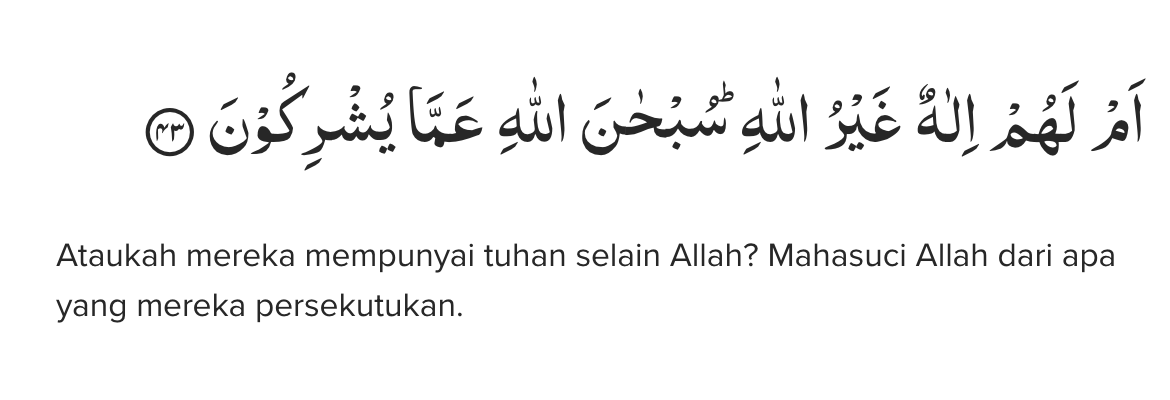 اَمْ لَهُمْ اِلٰهٌ غَيْرُ اللّٰهِ ۗسُبْحٰنَ اللّٰهِ عَمَّا يُشْرِكُوْنَ ٤٣
Ataukah mereka mempunyai tuhan selain Allah? Mahasuci Allah dari apa
yang mereka persekutukan.